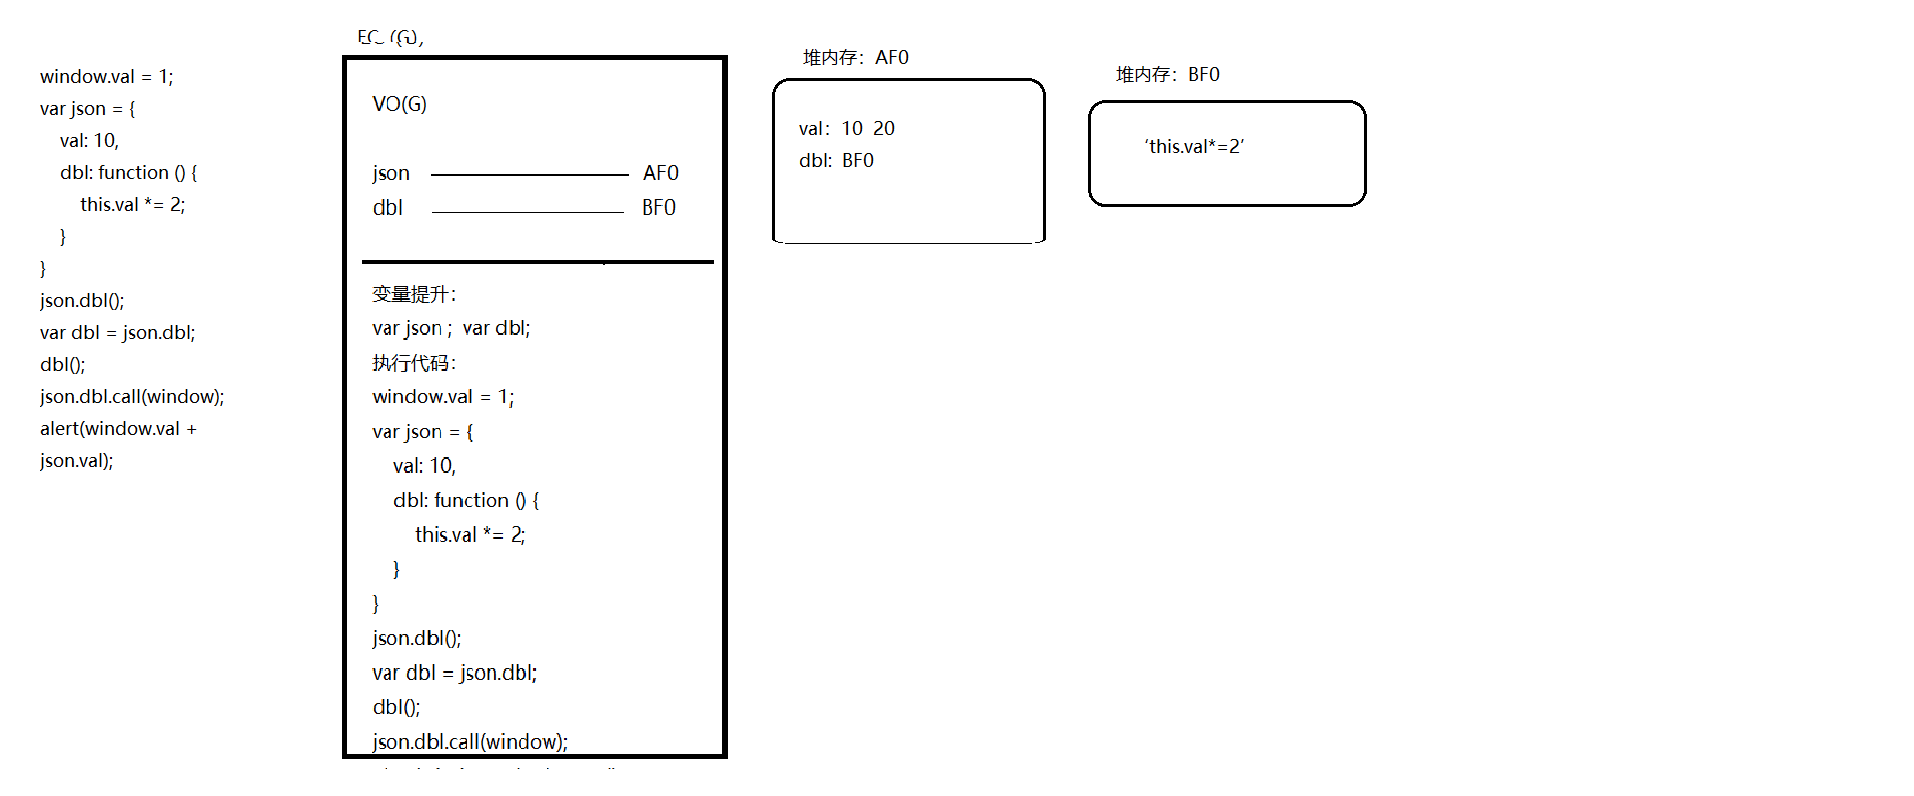 window.val = 1;
var json = {
val: 10,
dbl: function () {
this.val *= 2;
}
}
json.dbl();
var dbl = json.dbl;
dbl();
json.dbl.call(window);
alert(window.val +
json.val);
EC (G),
VO(G)
json AF0
dbl BF0
变量提升：
var json ; var dbl;
执行代码：
window.val = 1;
var json = {
val: 10,
dbl: function () {
this.val *= 2;
}
}
json.dbl();
var dbl = json.dbl;
dbl();
json.dbl.call(window);
堆内存：AF0
val：10 20
dbl: BF0
堆内存：BF0
‘this.val*=2’